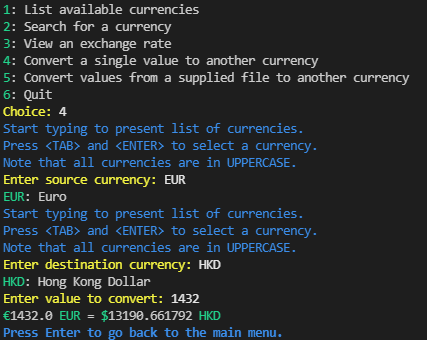 1: List available currencies
2: Search for a currency
3: View an exchange rate
4: Convert a single value to another currency
5: Convert values from a supplied file to another currency
6: Quit
Choice: 4
Start typing to present list of currencies.
Press <TAB> and <ENTER> to select a currency.
Note that all currencies are in UPPERCASE.
Enter source currency: EUR
EUR: Euro
Start typing to present list of currencies.
Press <TAB> and <ENTER> to select a currency.
Note that all currencies are in UPPERCASE.
Enter destination currency: HKD
HKD: Hong Kong Dollar
Enter value to convert: 1432
€1432.0 EUR = $13190.661792 HKD
Press Enter to go back to the main menu.